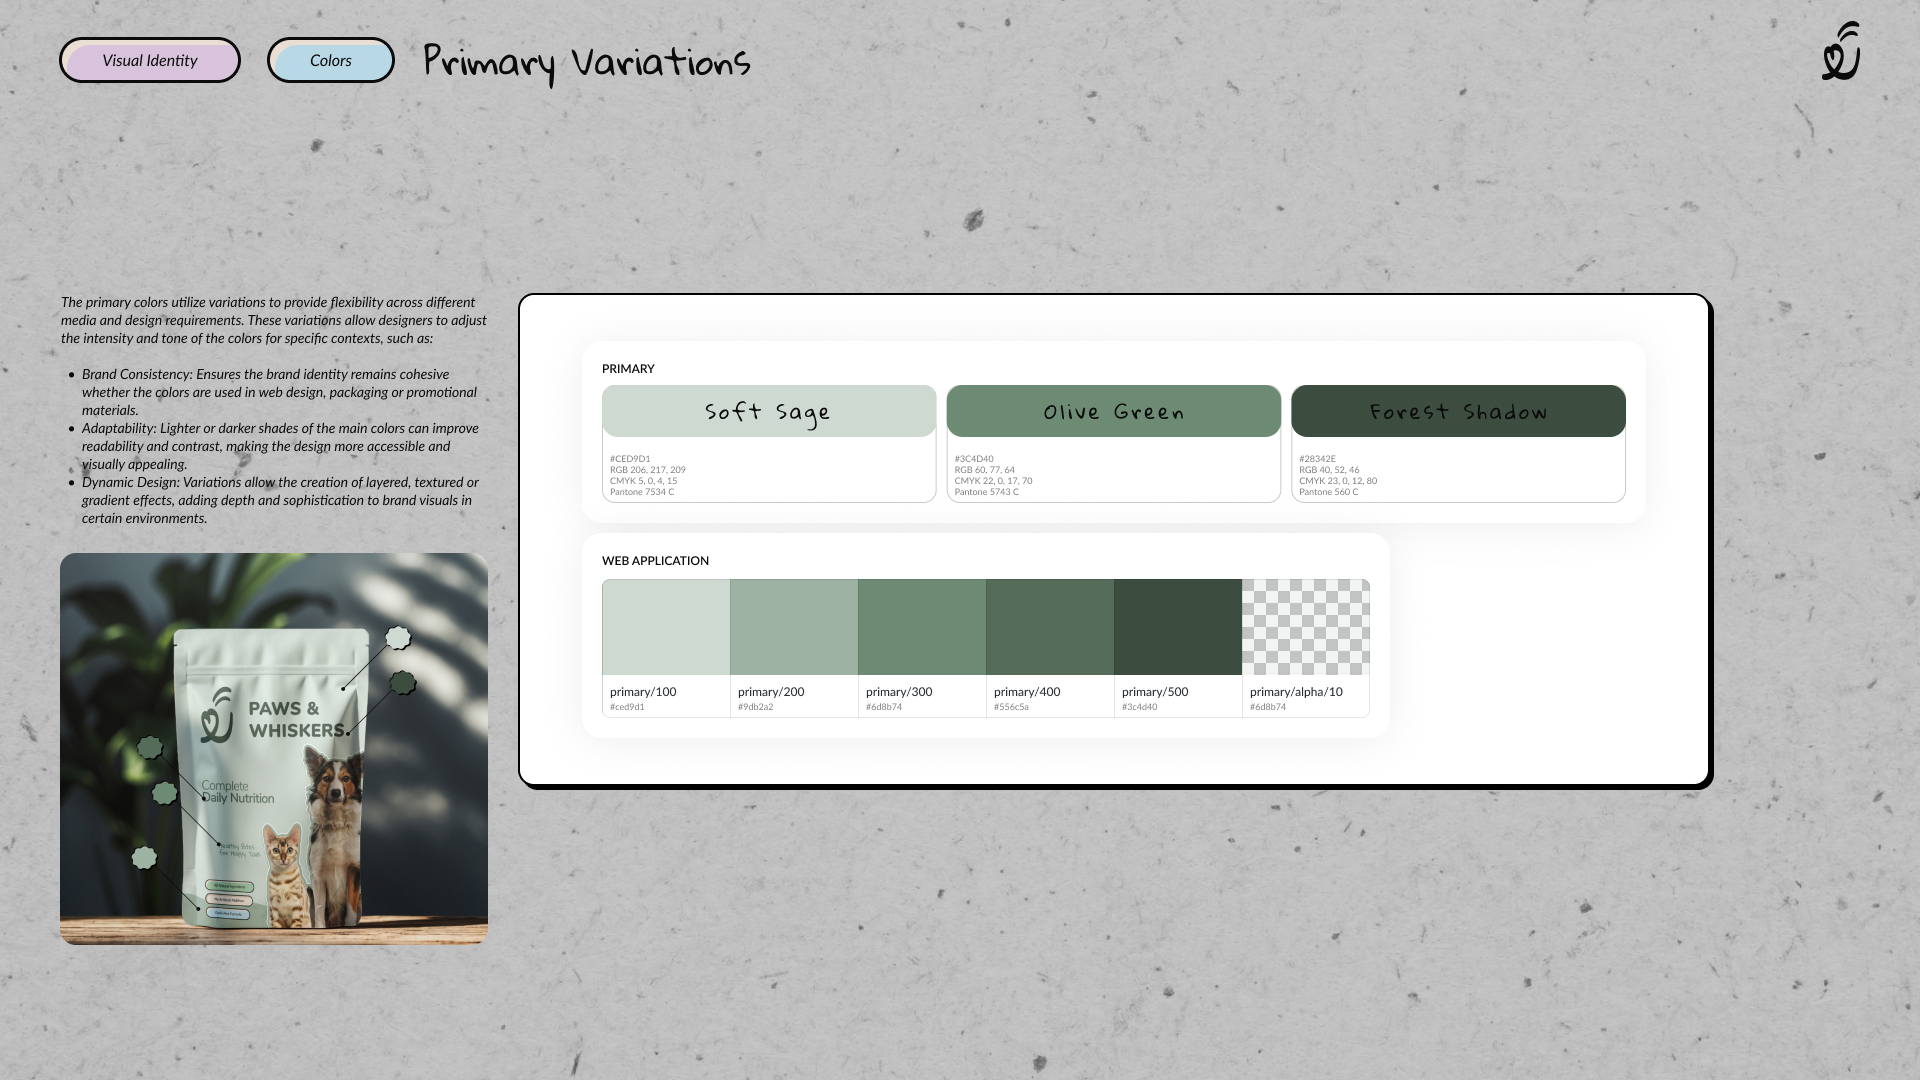 Visual Identity
Colors
Primary Variations
The primary colors utilize variations to provide flexibility across different
media and design requirements. These variations allow designers to adjust
the intensity and tone of the colors for specific contexts, such as:
• Brand Consistency: Ensures the brand identity remains cohesive
whether the colors are used in web design, packaging or promotional
materials.
• Adaptability: Lighter or darker shades of the main colors can improve
readability and contrast, making the design more accessible and
visually appealing.
• Dynamic Design: Variations allow the creation of layered, textured or
gradient effects, adding depth and sophistication to brand visuals in
certain environments.
PAWS &
WHISKERS
Complete
Daily Nutrition
Healthy Bites
for Happy
PRIMARY
Soft Sage
#CED9D1
RGB 206, 217, 209
CMYK 5, 0, 4, 15
Pantone 7534 C
Olive Green
#3C4D40
RGB 60, 77, 64
CMYK 22, 0, 17, 70
Pantone 5743 C
Forest Shadow
#28342E
RGB 40, 52, 46
CMYK 23, 0, 12, 80
Pantone 560 C
WEB APPLICATION
primary/100
#ced9d1
primary/200
#9db2a2
primary/300
#6d8b74
primary/400
#556c5a
primary/500
#3c4d40
primary/alpha/10
#6d8b74